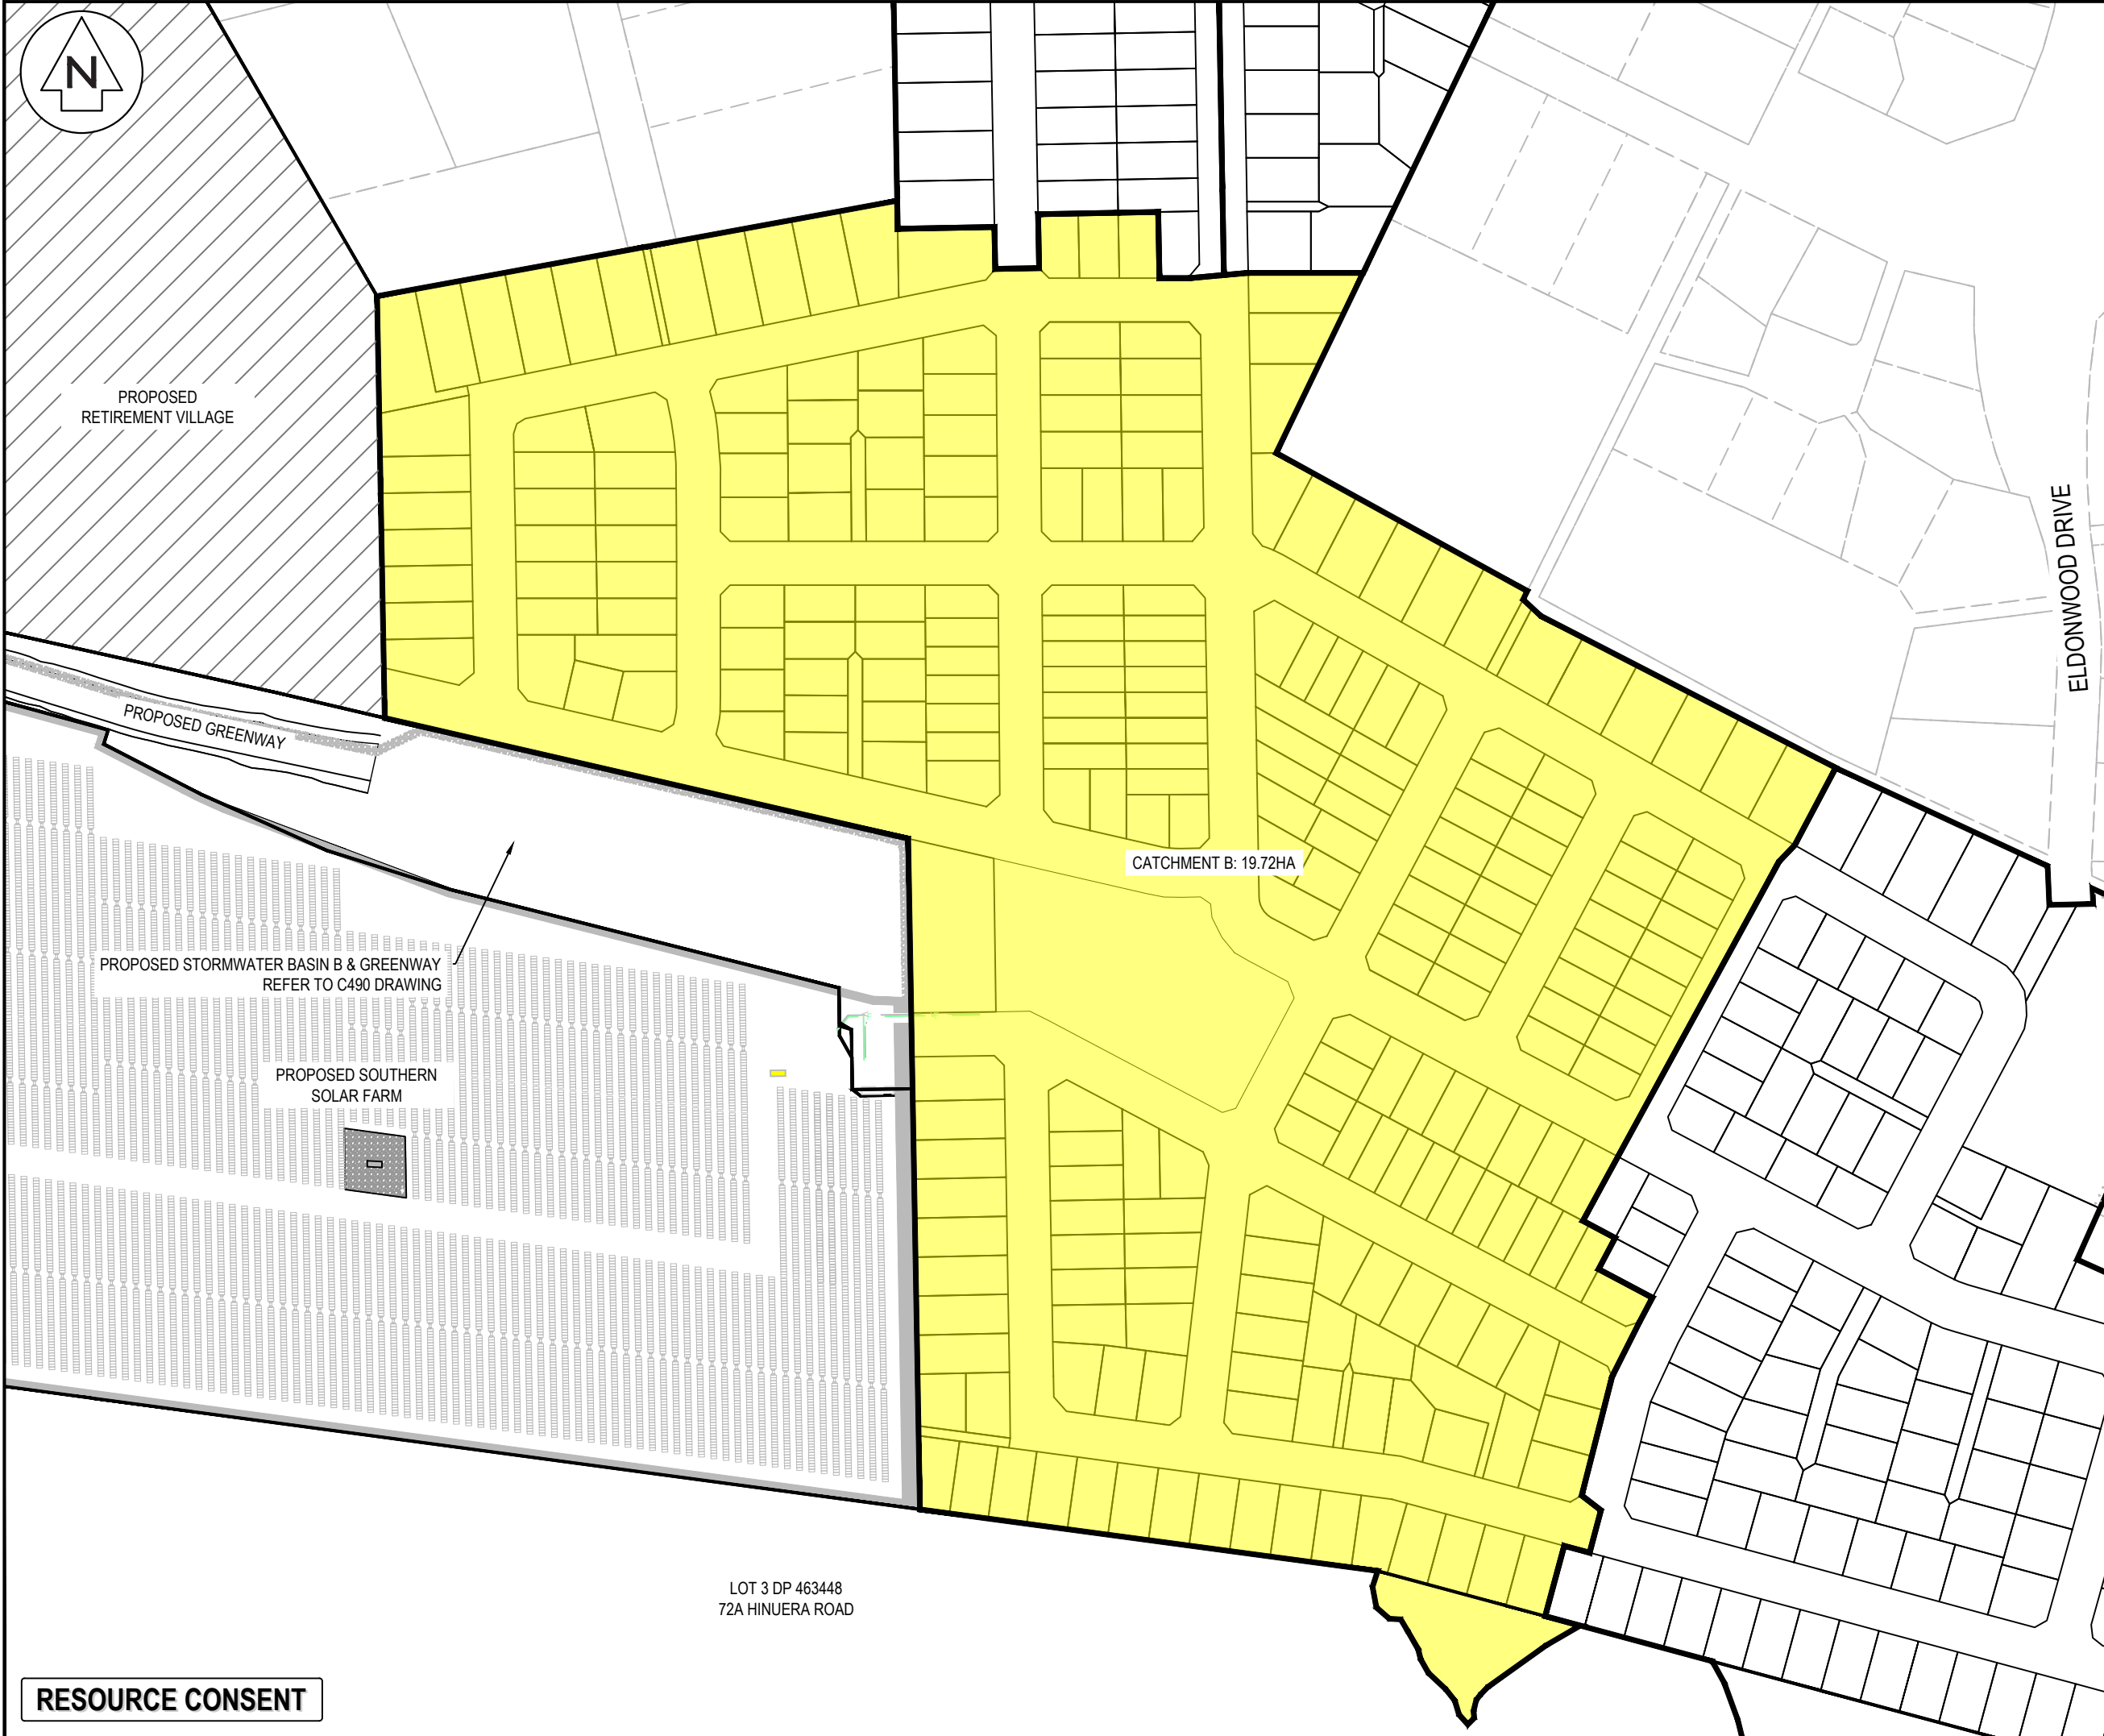 N
PROPOSED
RETIREMENT VILLAGE
ELDONWOOD DRIVE
PROPOSED GREENWAY
CATCHMENT B: 19.72HA
PROPOSED STORMWATER BASIN B & GREENWAY
REFER TO C490 DRAWING
PROPOSED SOUTHERN
SOLAR FARM
LOT 3 DP 463448
72A HINUERA ROAD
RESOURCE CONSENT